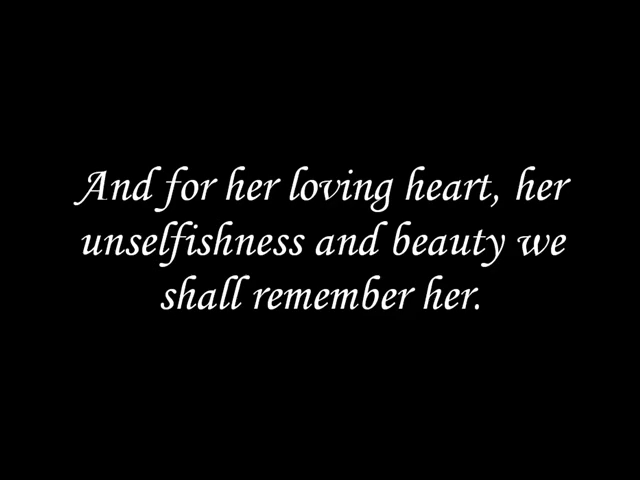 And for her loving heart, her
unselfishness and beauty we
shall remember her.